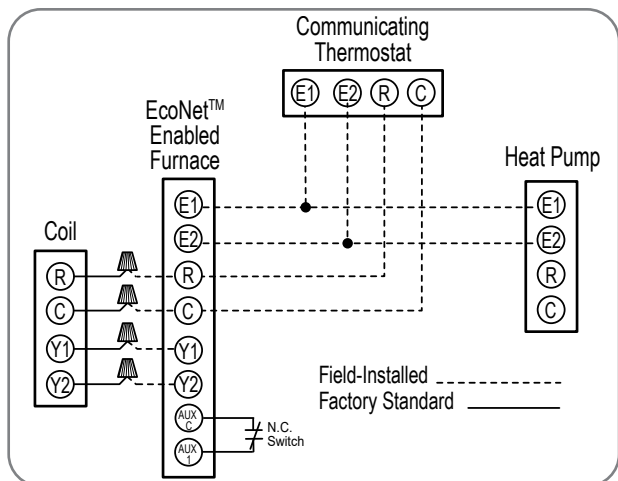 Communicating
Thermostat
E1 E2 R C
EcoNet™
Enabled
Furnace
Heat Pump
Coil
R
C
Y1
Y2
E1
E2
R
C
Y1
Y2
AUX
C
AUX
1
N.C.
Switch
E1
E2
R
C
Field-Installed
Factory Standard